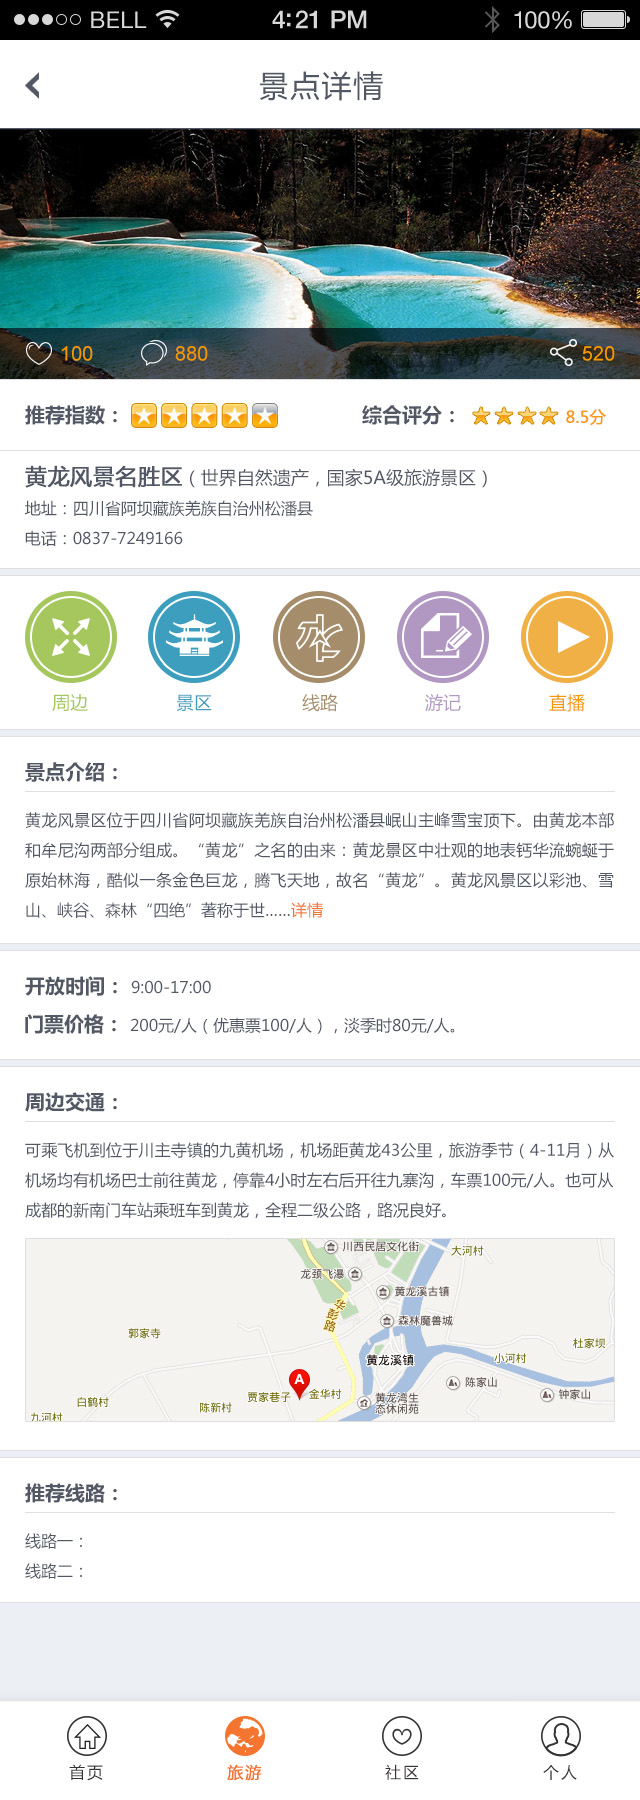 BELL 4:21 PM 100%
景点详情
100 880 520
推荐指数： 综合评分： 8.5分
黄龙风景名胜区（世界自然遗产，国家5A级旅游景区）
地址：四川省阿坝藏族羌族自治州松潘县
电话：0837-7249166
周边 景区 线路 游记 直播
景点介绍：
黄龙风景区位于四川省阿坝藏族羌族自治州松潘县岷山主峰雪宝顶下。由黄龙本部
和牟尼沟两部分组成。“黄龙”之名的由来：黄龙景区中壮观的地表钙华流蜿蜒于
原始林海，酷似一条金色巨龙，腾飞天地，故名“黄龙”。黄龙风景区以彩池、雪
山、峡谷、森林“四绝”著称于世......详情
开放时间： 9:00-17:00
门票价格： 200元/人（优惠票100/人），淡季时80元/人。
周边交通：
可乘飞机到位于川主寺镇的九黄机场，机场距黄龙43公里，旅游季节（4-11月）从
机场均有机场巴士前往黄龙，停靠4小时左右后开往九寨沟，车票100元/人。也可从
成都的新南门车站乘班车到黄龙，全程二级公路，路况良好。
川西民居文化街
大河村
龙颈飞瀑
黄龙溪古镇
华彭路
森林魔兽城
郭家寺
杜家坝
黄龙溪镇
小河村
陈家山
A
贾家巷子
金华村
黄龙湾生
态休闲苑
钟家山
白鹤村
陈新村
九河村
推荐线路：
线路一：
线路二：
首页 旅游 社区 个人